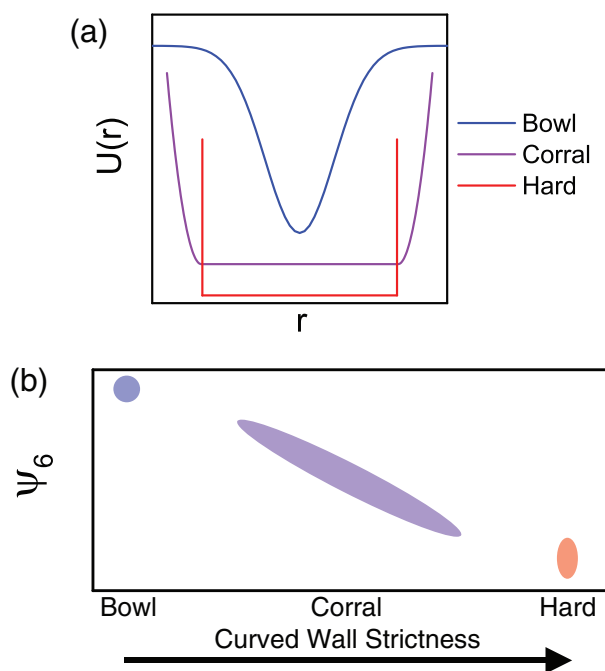 (a)
U(r)
r
Bowl
Corral
Hard
(b)
ψ6
Bowl Corral Hard
Curved Wall Strictness